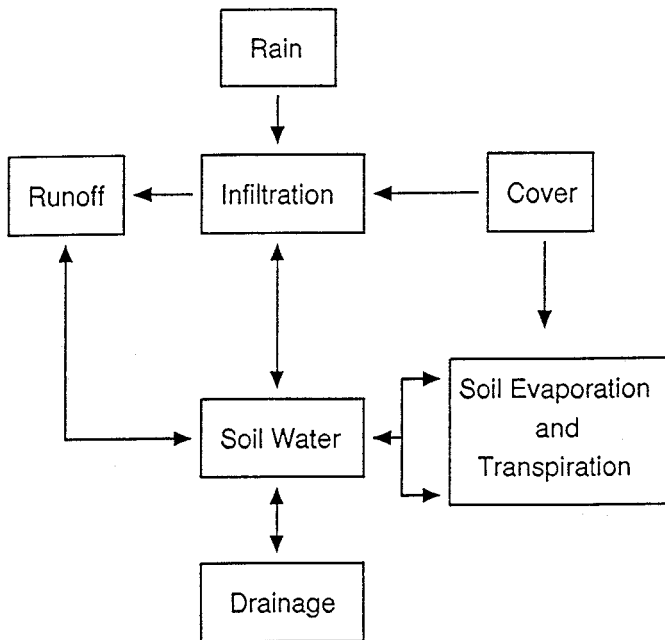 Rain
Runoff
Infiltration
Cover
Soil Water
Soil Evaporation
and
Transpiration
Drainage